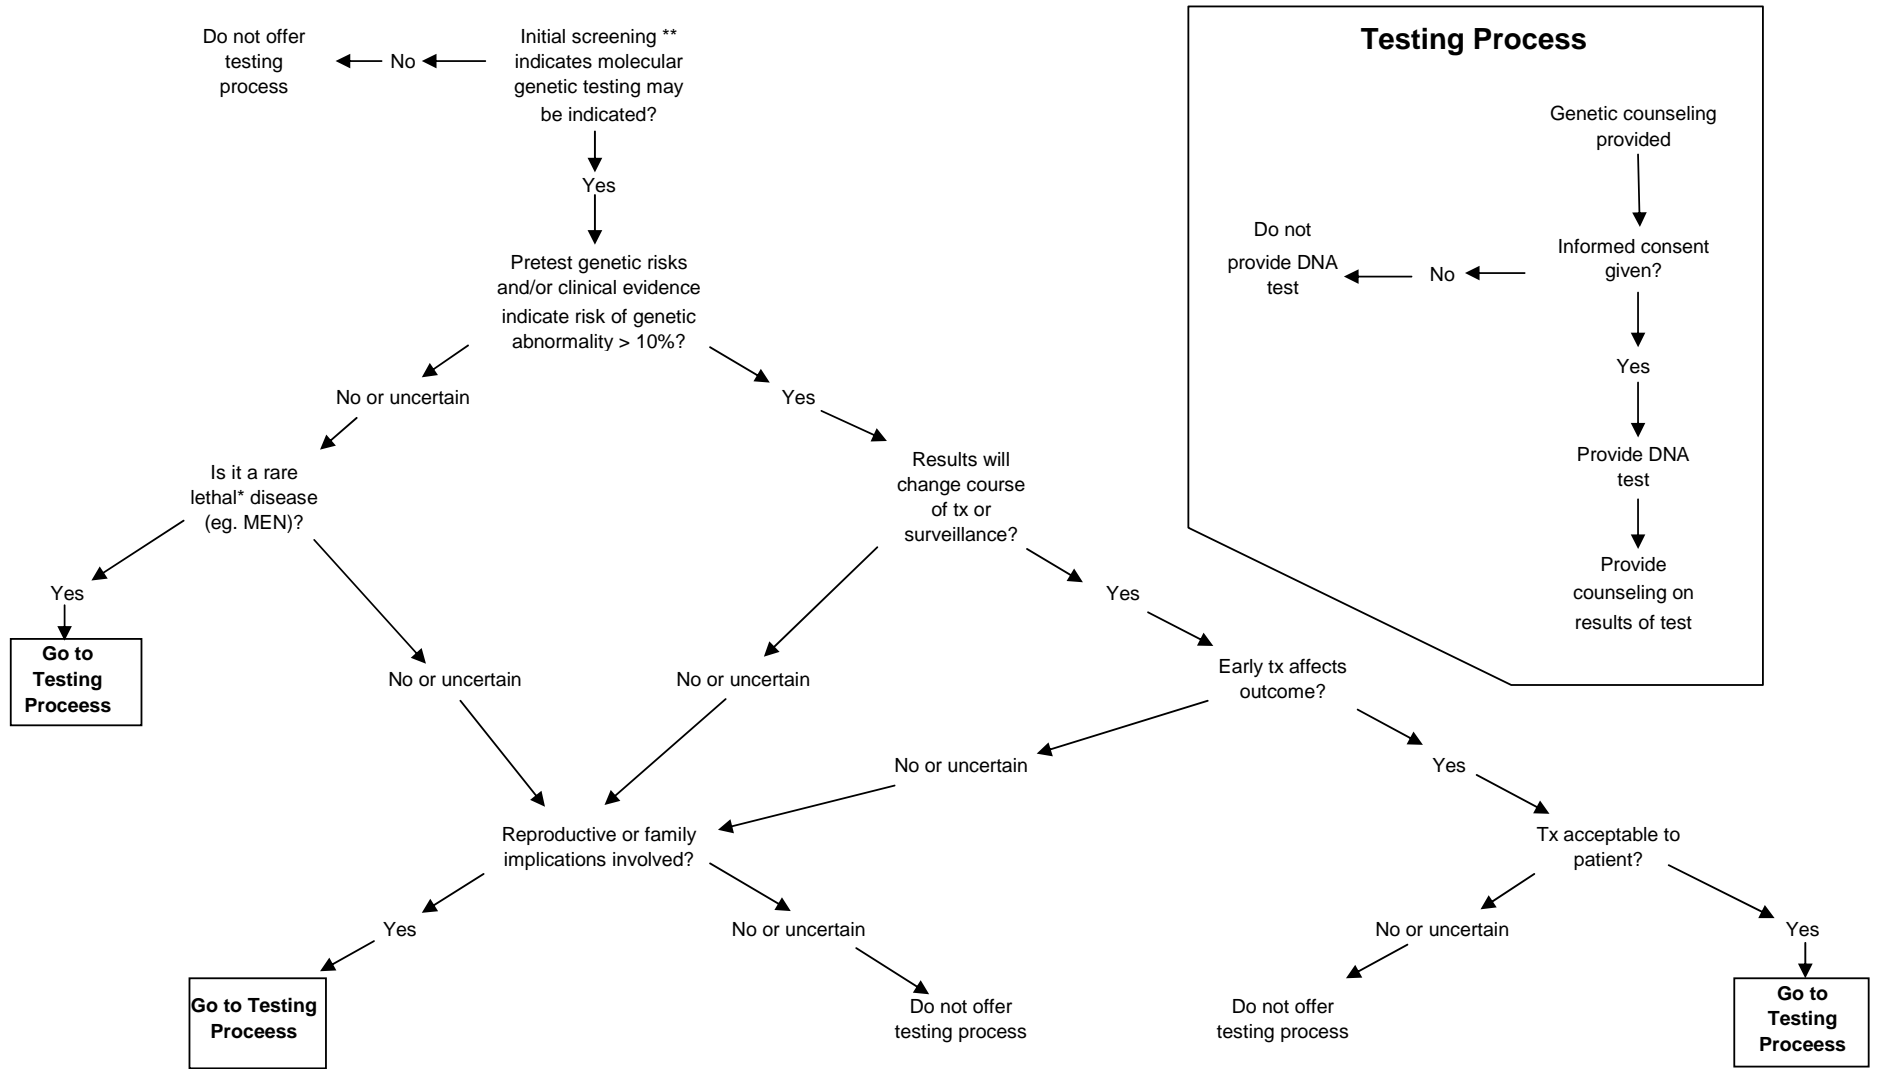 Do not offer
testing
process
No
Initial screening **
indicates molecular
genetic testing may
be indicated?
Yes
Pretest genetic risks
and/or clinical evidence
indicate risk of genetic
abnormality > 10%?
No or uncertain
Yes
Is it a rare
lethal* disease
(eg. MEN)?
Results will
change course
of tx or
surveillance?
Yes
Go to
Testing
Proceess
No or uncertain
No or uncertain
Yes
Early tx affects
outcome?
No or uncertain
Yes
Reproductive or family
implications involved?
Tx acceptable to
patient?
Yes
No or uncertain
No or uncertain
Yes
Go to Testing
Proceess
Do not offer
testing process
Do not offer
testing process
Go to
Testing
Proceess
Testing Process
Genetic counseling
provided
Informed consent
given?
No
Do not
provide DNA
test
Yes
Provide DNA
test
Provide
counseling on
results of test